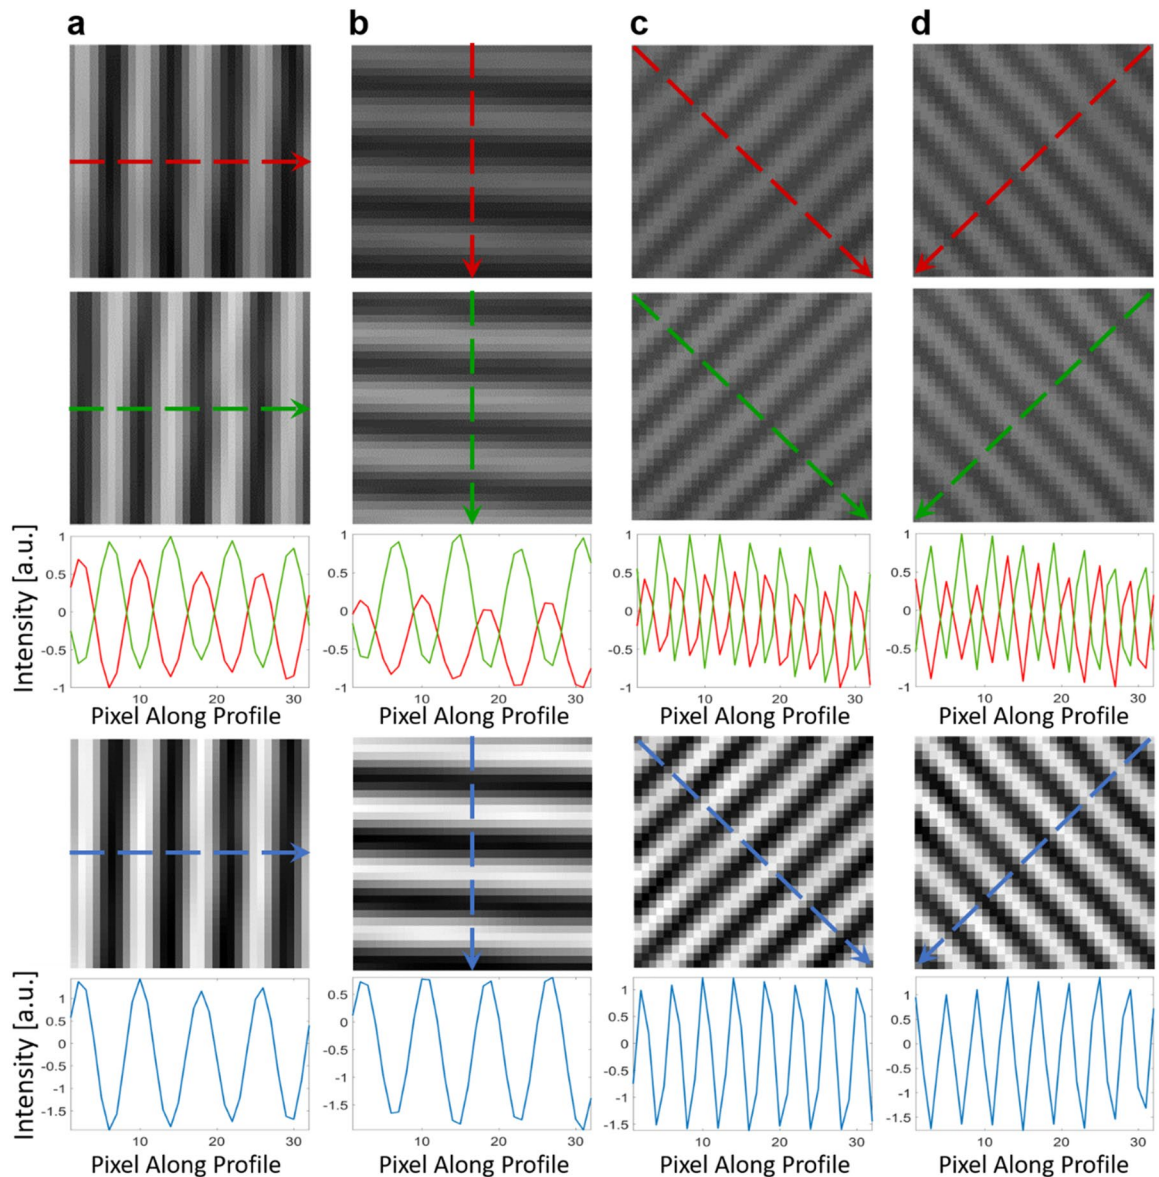 a b c d
Intensity [a.u.]
1 1 1 1
0.5 0.5 0.5 0.5
0 0 0 0
-0.5 -0.5 -0.5 -0.5
-1 -1 -1 -1
10 20 30 10 20 30 10 20 30 10 20 30
Pixel Along Profile Pixel Along Profile Pixel Along Profile Pixel Along Profile
Intensity [a.u.]
1 0.5 1 1
0.5 0 0.5 0.5
0 -0.5 0 0
-0.5 -1 -0.5 -0.5
-1 -1.5 -1 -1
-1.5 -1.5 -1.5
10 20 30 10 20 30 10 20 30 10 20 30
Pixel Along Profile Pixel Along Profile Pixel Along Profile Pixel Along Profile